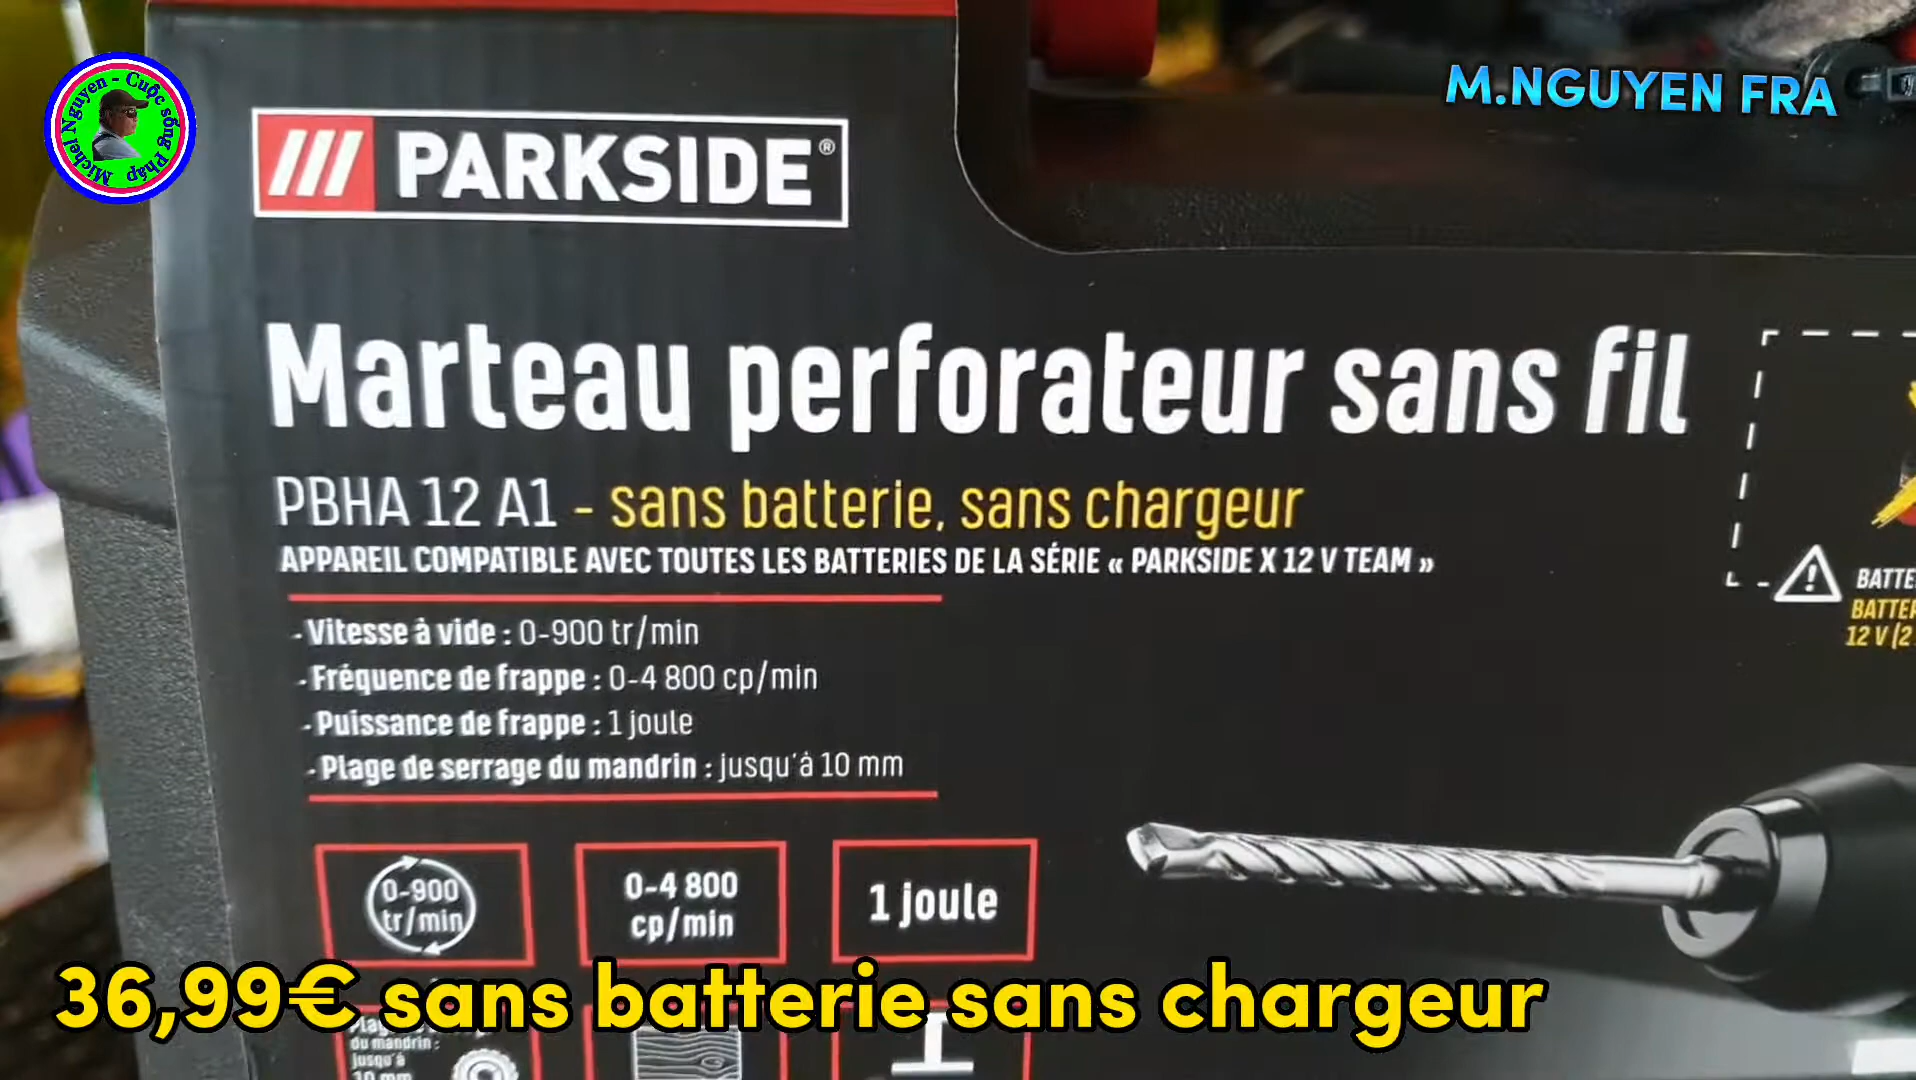 Michel Nguyen - Cuộc sống Pháp
M.NGUYEN FRA
PARKSIDE®
Marteau perforateur sans fil
PBHA 12 A1 - sans batterie, sans chargeur
APPAREIL COMPATIBLE AVEC TOUTES LES BATTERIES DE LA SÉRIE « PARKSIDE X 12 V TEAM »
- Vitesse à vide : 0-900 tr/min
- Fréquence de frappe : 0-4 800 cp/min
- Puissance de frappe : 1 joule
- Plage de serrage du mandrin : jusqu'à 10 mm
12 V
0-900
tr/min
0-4 800
cp/min
1 joule
36,99€ sans batterie sans chargeur
du mandrin :
jusqu'à
10 mm